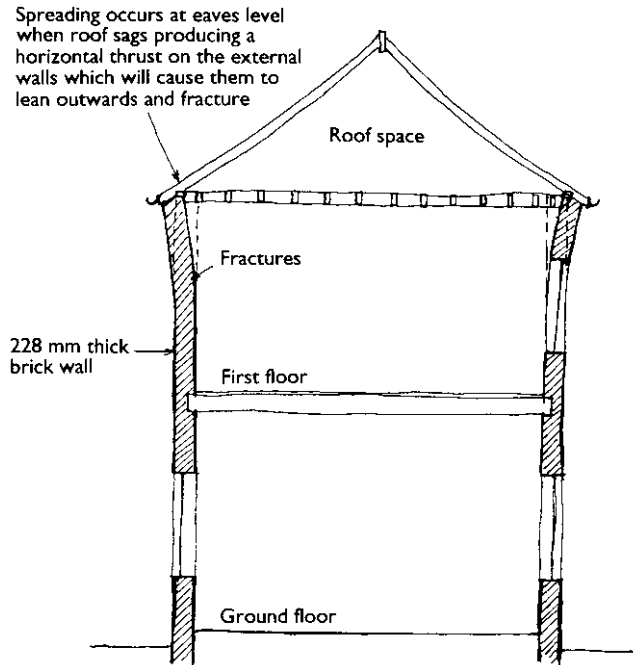 Spreading occurs at eaves level
when roof sags producing a
horizontal thrust on the external
walls which will cause them to
lean outwards and fracture
Roof space
Fractures
228 mm thick
brick wall
First floor
Ground floor